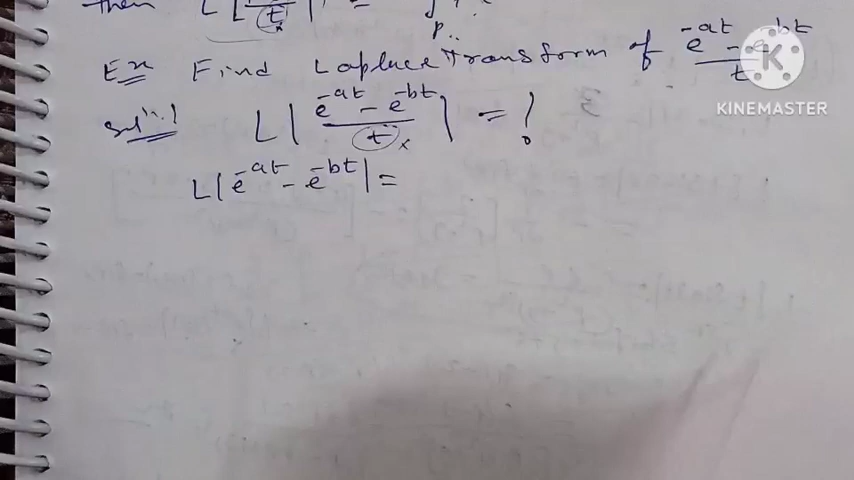 then L| t | =
p
Ex Find Laplace Transform of e^-at - e^-bt / t
Sol^n:| L| e^-at - e^-bt / t | = ?
L| e^-at - e^-bt | =
KINEMASTER